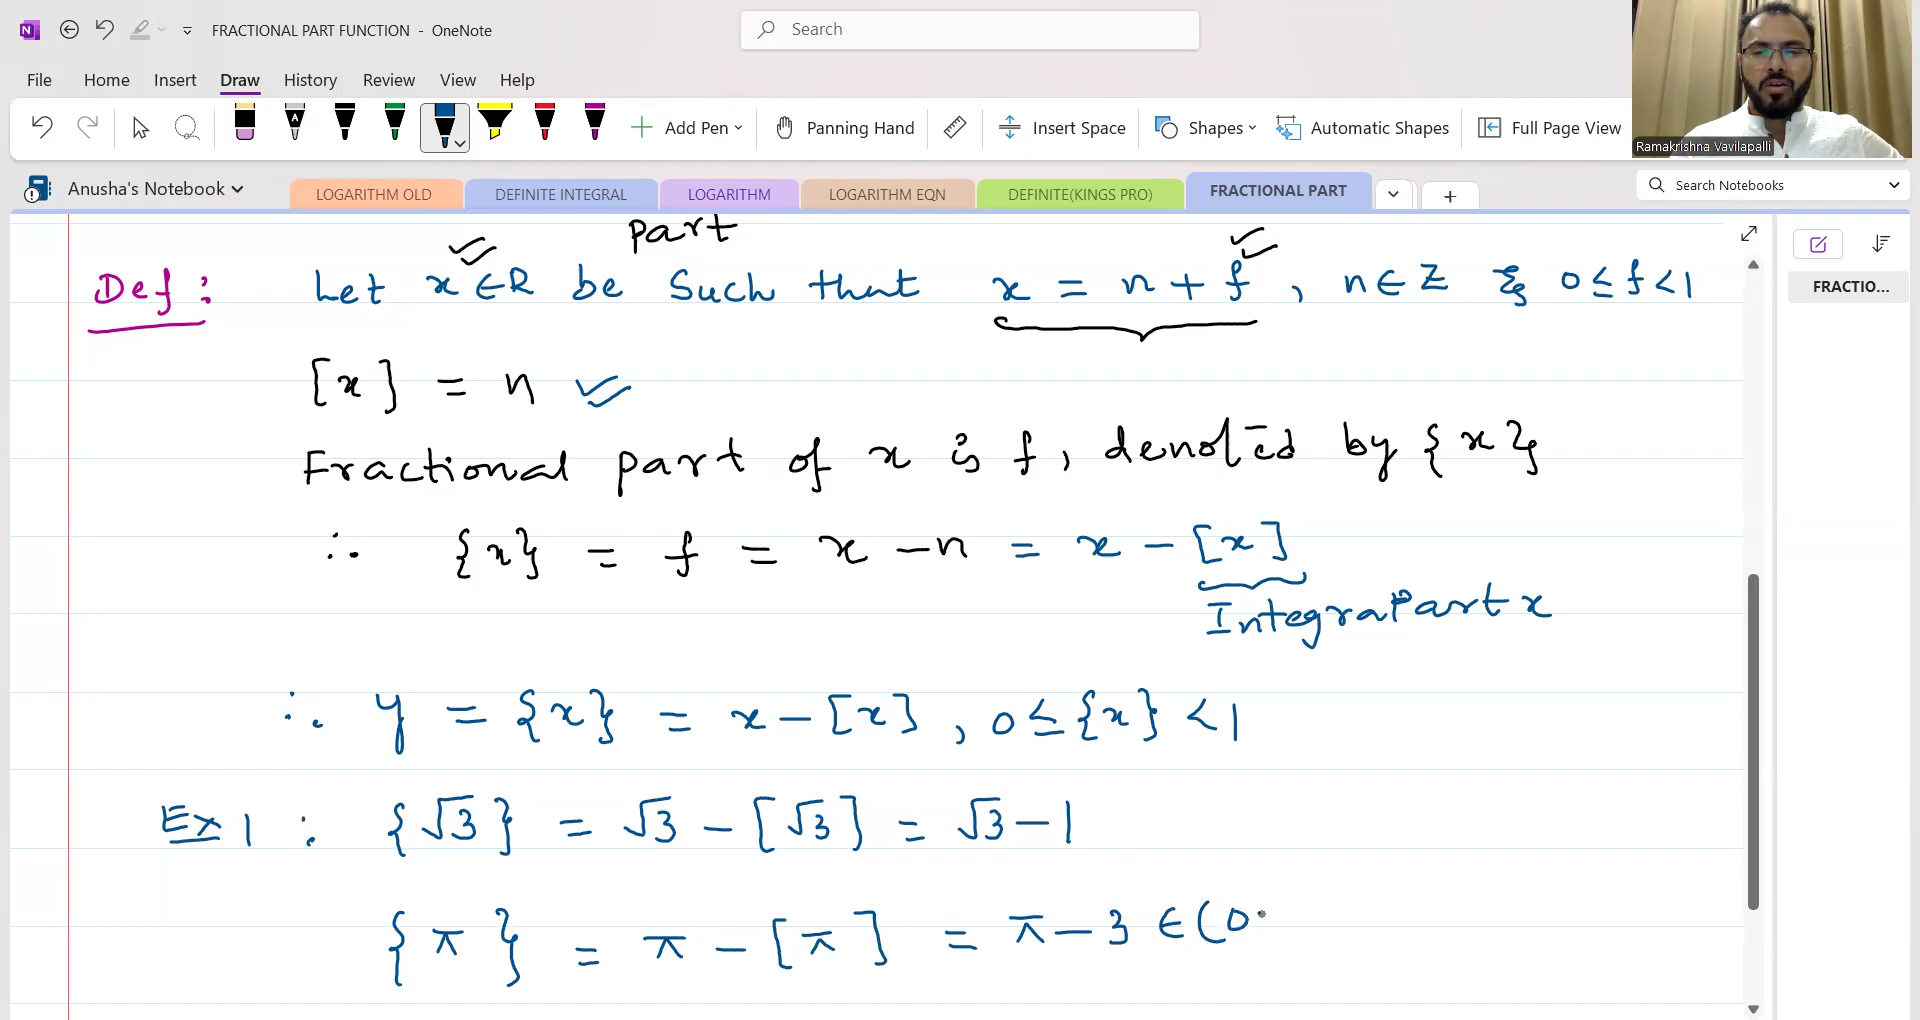 FRACTIONAL PART FUNCTION - OneNote
Search
File Home Insert Draw History Review View Help
Add Pen Panning Hand Insert Space Shapes Automatic Shapes Full Page View
Ramakrishna Vavilapalli
Anusha's Notebook LOGARITHM OLD DEFINITE INTEGRAL LOGARITHM LOGARITHM EQN DEFINITE(KINGS PRO) FRACTIONAL PART
Search Notebooks
FRACTIO...
part
Def: Let x∈R be Such that x = n + f, n∈Z & 0≤f<1
[x] = n
Fractional part of x is f, denoted by {x}
∴ {x} = f = x - n = x - [x]
Integra Part x
∴ y = {x} = x - [x], 0 ≤ {x} < 1
Ex 1 : {√3} = √3 - [√3] = √3 - 1
{π} = π - [π] = π - 3 ∈ (0